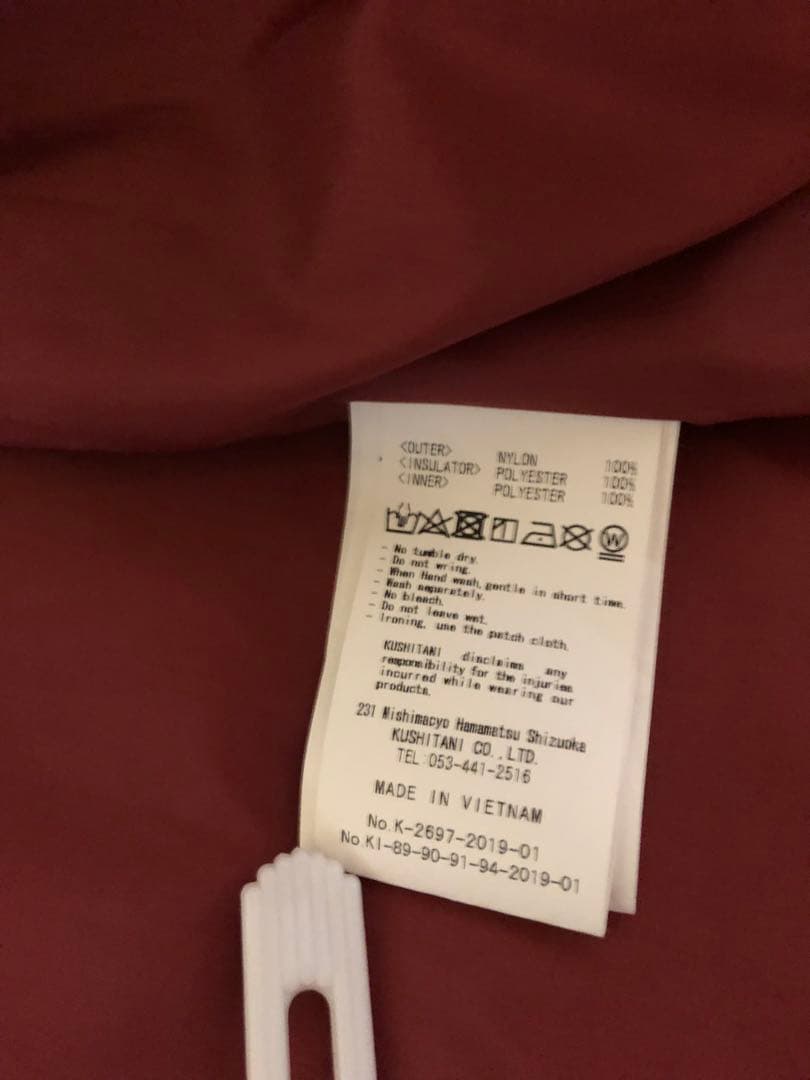 <OUTER> NYLON 100%
<INSULATOR> POLYESTER 100%
<INNER> POLYESTER 100%
W
- No tumble dry.
- Do not wring.
- When Hand wash, gentle in short time.
- Wash separately.
- No bleach.
- Do not leave wet.
- Ironing, use the patch cloth.
KUSHITANI disclaims any
responsibility for the injuries
incurred while wearing our
products.
231 Mishimacyo Hamamatsu Shizuoka
KUSHITANI CO., LTD.
TEL:053-441-2516
MADE IN VIETNAM
No.K-2697-2019-01
No.KI-89-90-91-94-2019-01